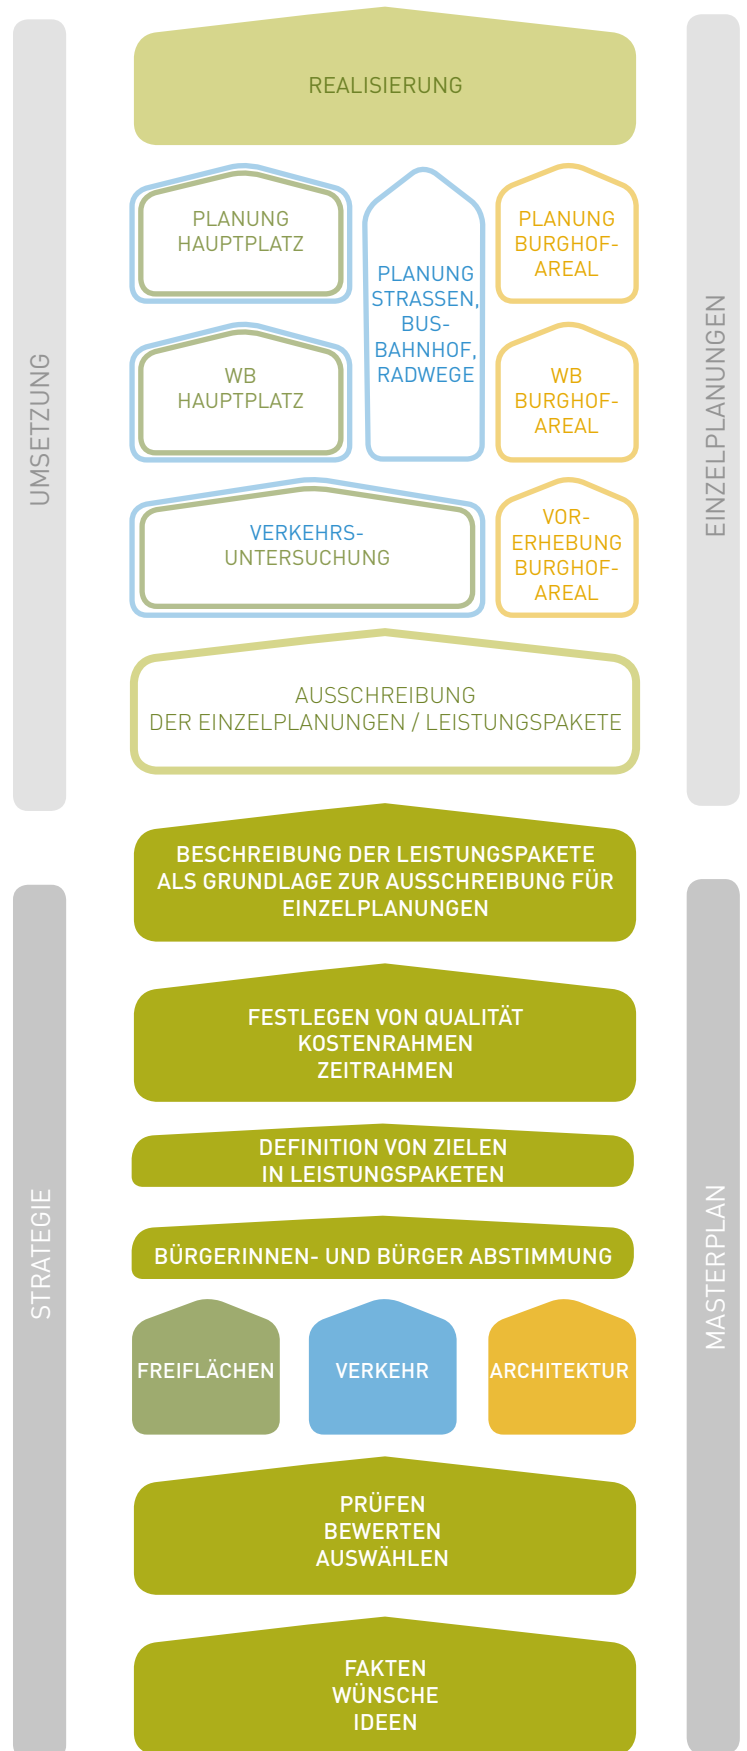 REALISIERUNG
PLANUNG
HAUPTPLATZ
PLANUNG
STRASSEN,
BUS-
BAHNHOF,
RADWEGE
PLANUNG
BURGHOF-
AREAL
WB
HAUPTPLATZ
WB
BURGHOF-
AREAL
VERKEHRS-
UNTERSUCHUNG
VOR-
ERHEBUNG
BURGHOF-
AREAL
AUSSCHREIBUNG
DER EINZELPLANUNGEN / LEISTUNGSPAKETE
UMSETZUNG
EINZELPLANUNGEN
BESCHREIBUNG DER LEISTUNGSPAKETE
ALS GRUNDLAGE ZUR AUSSCHREIBUNG FÜR
EINZELPLANUNGEN
FESTLEGEN VON QUALITÄT
KOSTENRAHMEN
ZEITRAHMEN
DEFINITION VON ZIELEN
IN LEISTUNGSPAKETEN
BÜRGERINNEN- UND BÜRGER ABSTIMMUNG
FREIFLÄCHEN
VERKEHR
ARCHITEKTUR
PRÜFEN
BEWERTEN
AUSWÄHLEN
FAKTEN
WÜNSCHE
IDEEN
STRATEGIE
MASTERPLAN